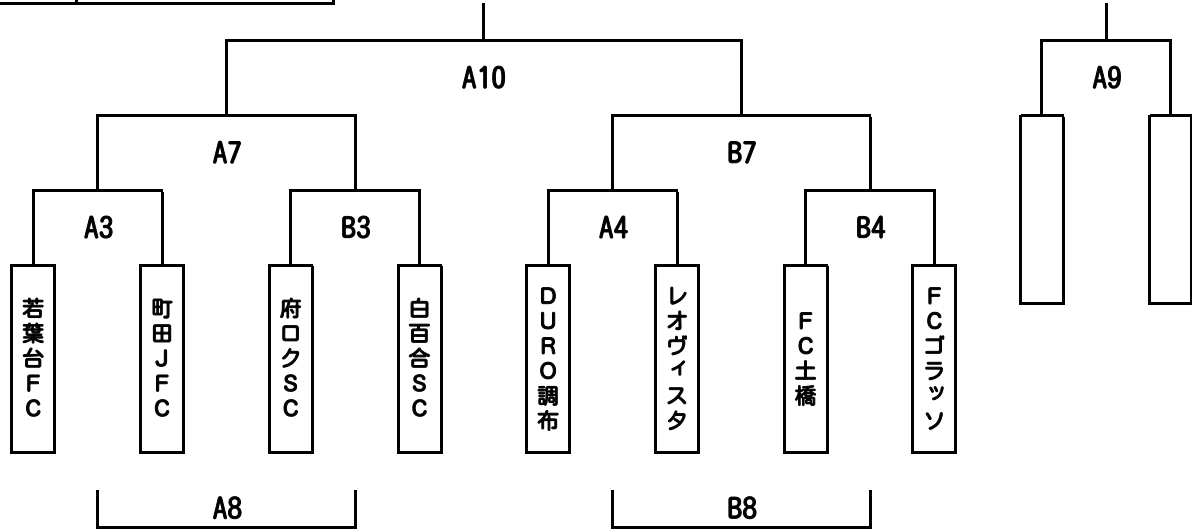 A10
A9
A7
B7
A3
B3
A4
B4
若葉台FC
町田JFC
府ロクSC
白百合SC
DURO調布
レオヴィスタ
FC土橋
FCゴラッソ
A8
B8